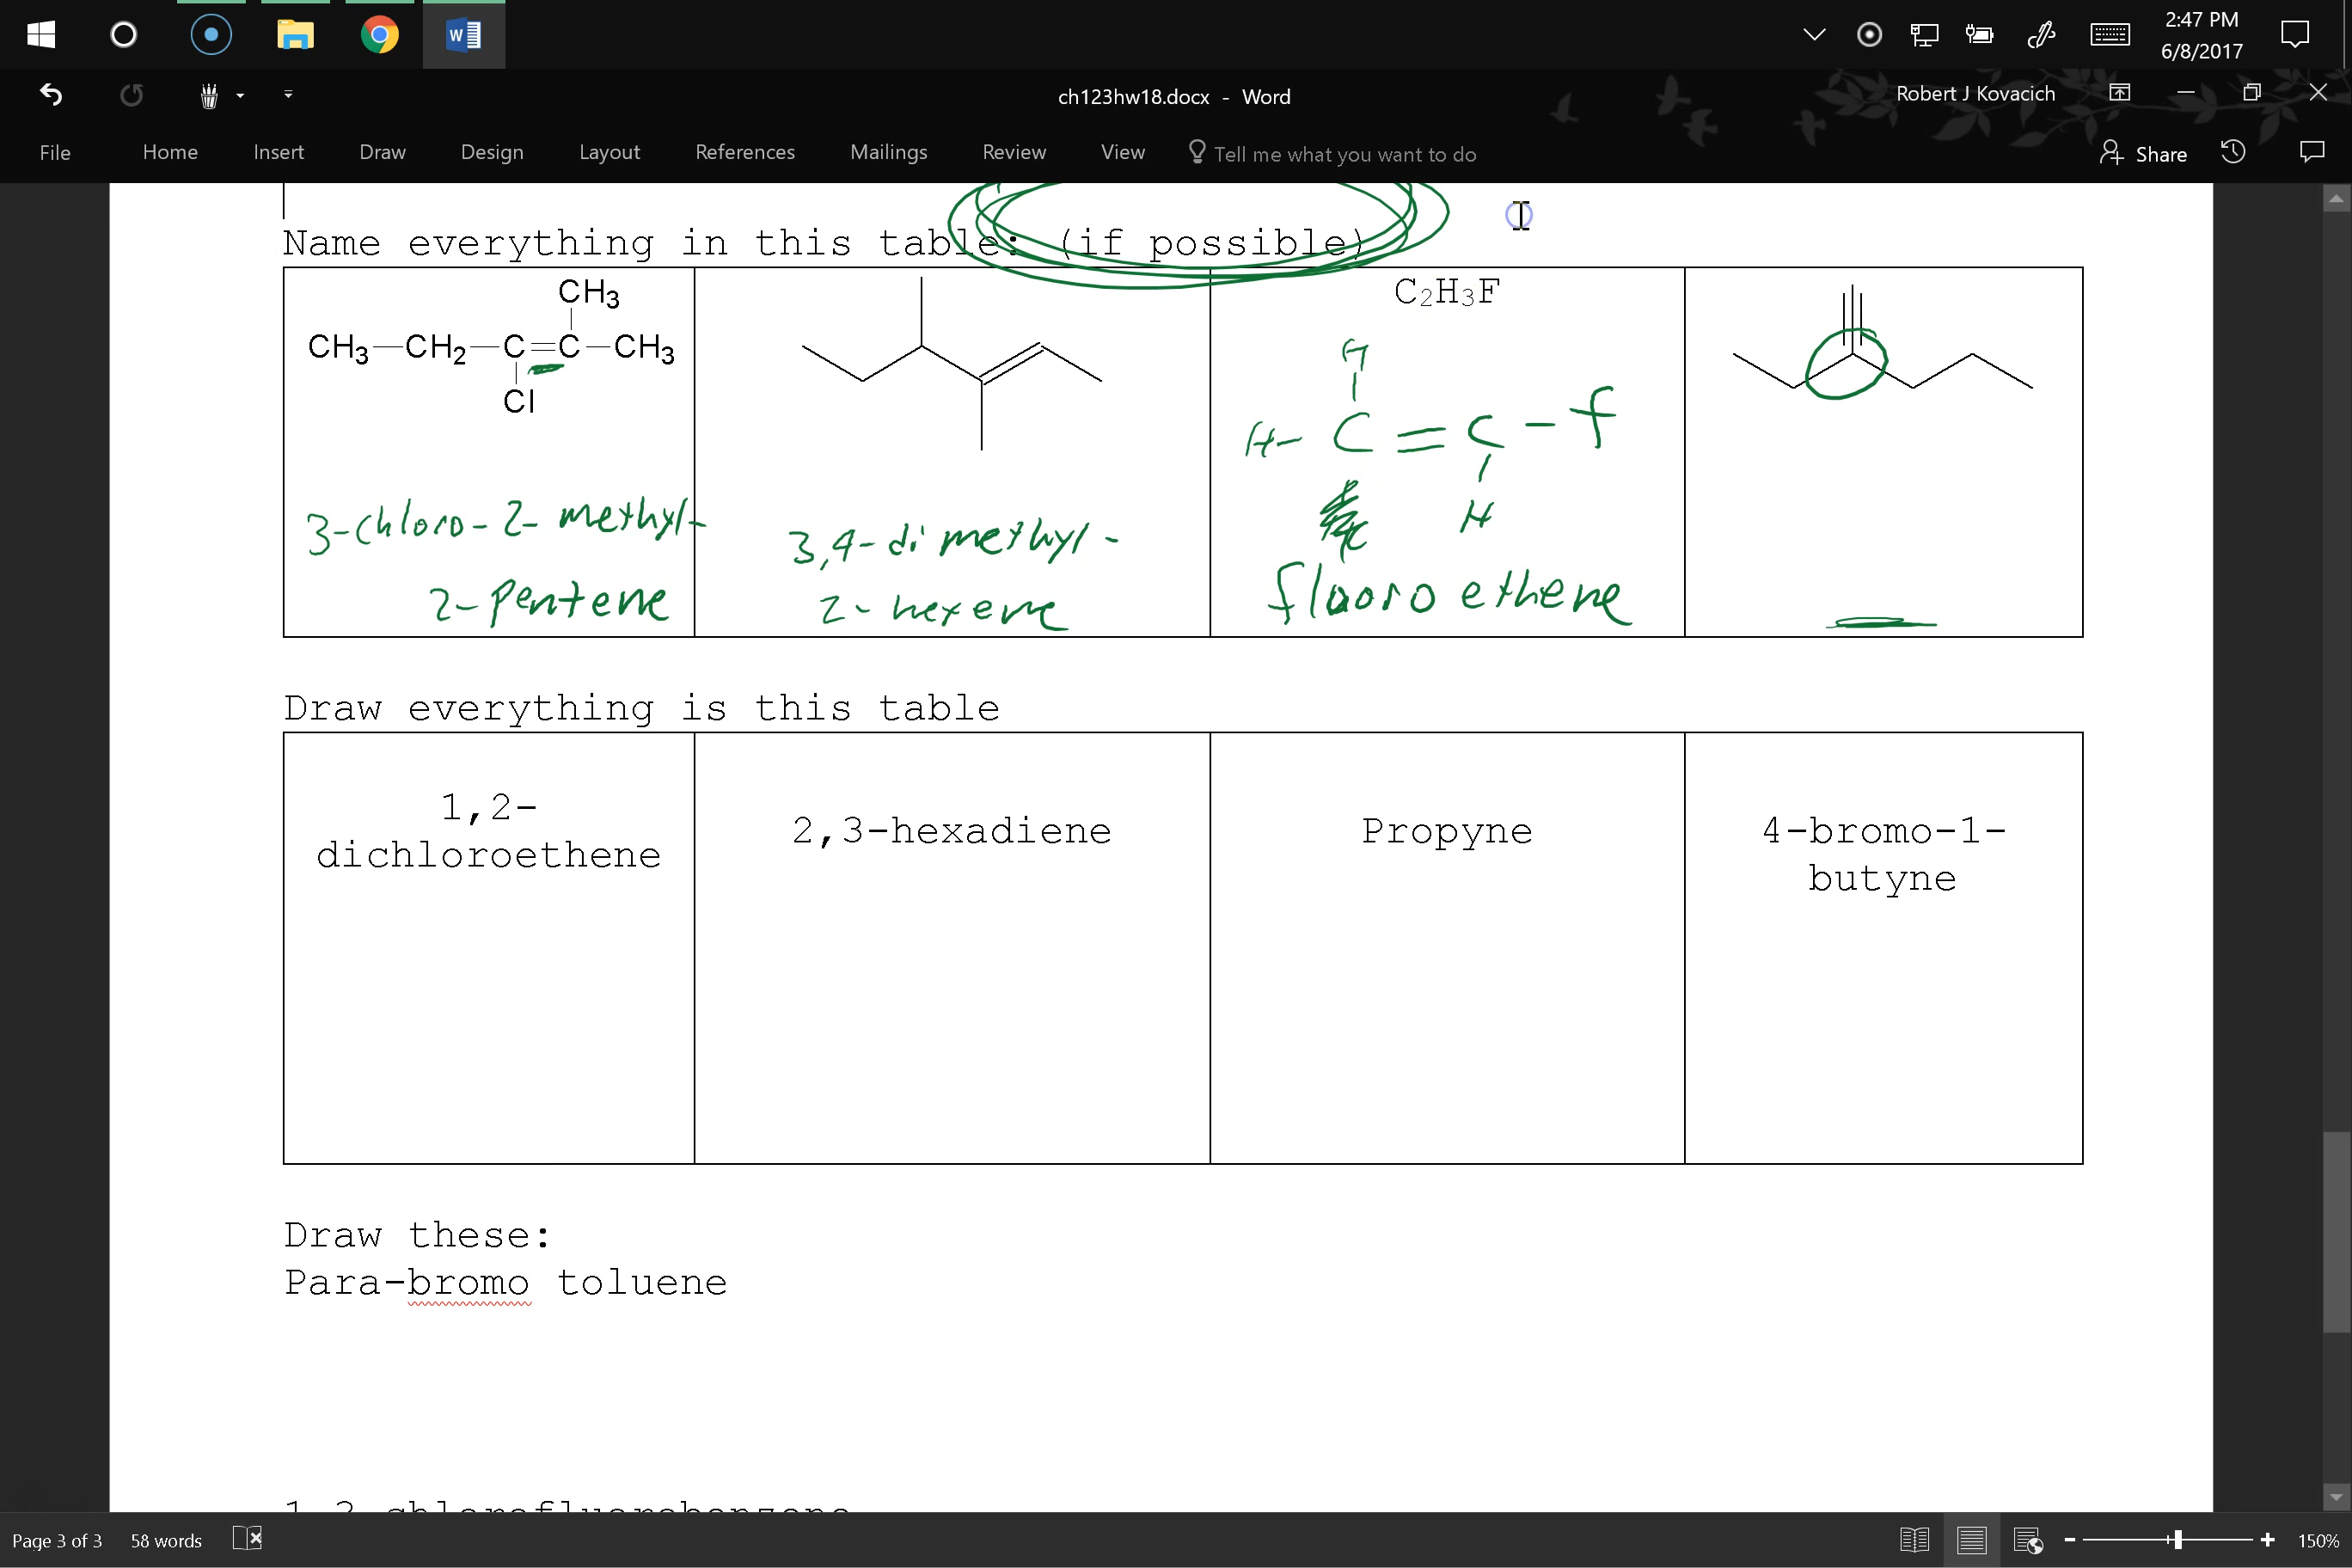 2:47 PM
6/8/2017
ch123hw18.docx - Word
Robert J Kovacich
File Home Insert Draw Design Layout References Mailings Review View Tell me what you want to do Share
Name everything in this table: (if possible)
CH3
CH3—CH2—C=C—CH3
Cl
3-chloro-2-methyl-
2-pentene
3,4-dimethyl-
2-hexene
C2H3F
H
H-C=C-F
H
fluoro ethene
Draw everything is this table
1,2-
dichloroethene
2,3-hexadiene
Propyne
4-bromo-1-
butyne
Draw these:
Para-bromo toluene
Page 3 of 3 58 words
150%